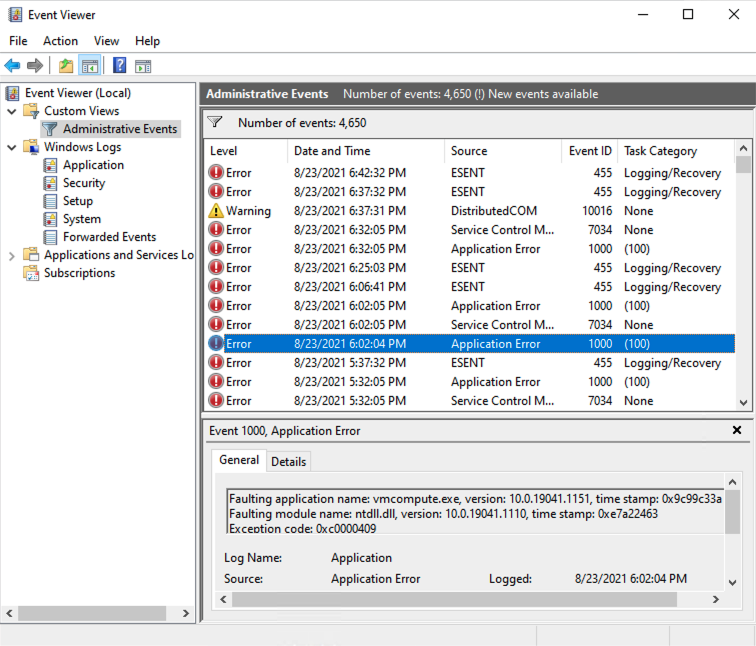 Event Viewer
File Action View Help
Event Viewer (Local)
Custom Views
Administrative Events
Windows Logs
Application
Security
Setup
System
Forwarded Events
Applications and Services Lo
Subscriptions
Administrative Events Number of events: 4,650 (!) New events available
Number of events: 4,650
Level Date and Time Source Event ID Task Category
Error 8/23/2021 6:42:32 PM ESENT 455 Logging/Recovery
Error 8/23/2021 6:37:32 PM ESENT 455 Logging/Recovery
Warning 8/23/2021 6:37:31 PM DistributedCOM 10016 None
Error 8/23/2021 6:32:05 PM Service Control M... 7034 None
Error 8/23/2021 6:32:05 PM Application Error 1000 (100)
Error 8/23/2021 6:25:03 PM ESENT 455 Logging/Recovery
Error 8/23/2021 6:06:41 PM ESENT 455 Logging/Recovery
Error 8/23/2021 6:02:05 PM Application Error 1000 (100)
Error 8/23/2021 6:02:05 PM Service Control M... 7034 None
Error 8/23/2021 6:02:04 PM Application Error 1000 (100)
Error 8/23/2021 5:37:32 PM ESENT 455 Logging/Recovery
Error 8/23/2021 5:32:05 PM Application Error 1000 (100)
Error 8/23/2021 5:32:05 PM Service Control M... 7034 None
Event 1000, Application Error
General Details
Faulting application name: vmcompute.exe, version: 10.0.19041.1151, time stamp: 0x9c99c33a
Faulting module name: ntdll.dll, version: 10.0.19041.1110, time stamp: 0xe7a22463
Exception code: 0xc0000409
Log Name: Application
Source: Application Error Logged: 8/23/2021 6:02:04 PM